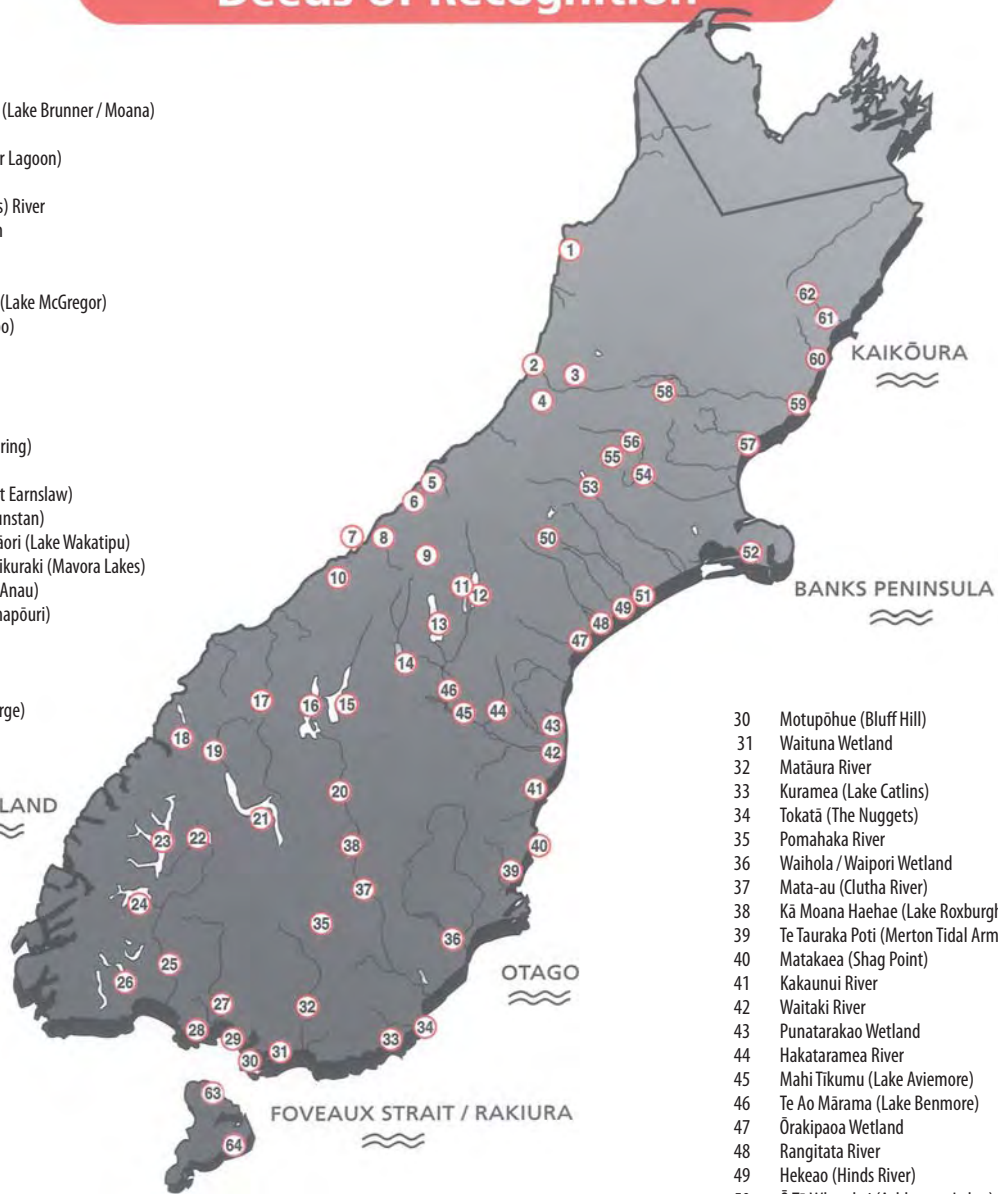 Deeds of Recognition
(Lake Brunner / Moana)
Lagoon)
River
(Lake McGregor)
Earnslaw)
(Lake Wakatipu)
(Mavora Lakes)
Anau)
1
2
3
4
5
6
7
8
9
10
11
12
13
14
15
16
17
18
19
20
21
22
23
24
25
26
27
28
29
30
31
32
33
34
35
36
37
38
39
40
41
42
43
44
45
46
47
48
49
50
51
52
53
54
55
56
57
58
59
60
61
62
63
64
KAIKŌURA
BANKS PENINSULA
OTAGO
FOVEAUX STRAIT / RAKIURA
30 Motupōhue (Bluff Hill)
31 Waituna Wetland
32 Matāura River
33 Kuramea (Lake Catlins)
34 Tokatā (The Nuggets)
35 Pomahaka River
36 Waihola / Waipori Wetland
37 Mata-au (Clutha River)
38 Kā Moana Haehae (Lake Roxburgh
39 Te Tauraka Poti (Merton Tidal Arm
40 Matakaea (Shag Point)
41 Kakaunui River
42 Waitaki River
43 Punatarakao Wetland
44 Hakataramea River
45 Mahi Tīkumu (Lake Aviemore)
46 Te Ao Mārama (Lake Benmore)
47 Ōrakipaoa Wetland
48 Rangitata River
49 Hekeao (Hinds River)